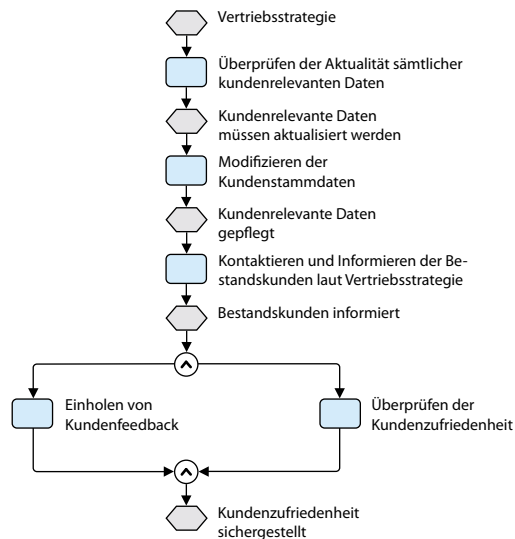 Vertriebsstrategie
Überprüfen der Aktualität sämtlicher
kundenrelevanten Daten
Kundenrelevante Daten
müssen aktualisiert werden
Modifizieren der
Kundenstammdaten
Kundenrelevante Daten
gepflegt
Kontaktieren und Informieren der Be-
standskunden laut Vertriebsstrategie
Bestandskunden informiert
Einholen von
Kundenfeedback
Überprüfen der
Kundenzufriedenheit
Kundenzufriedenheit
sichergestellt